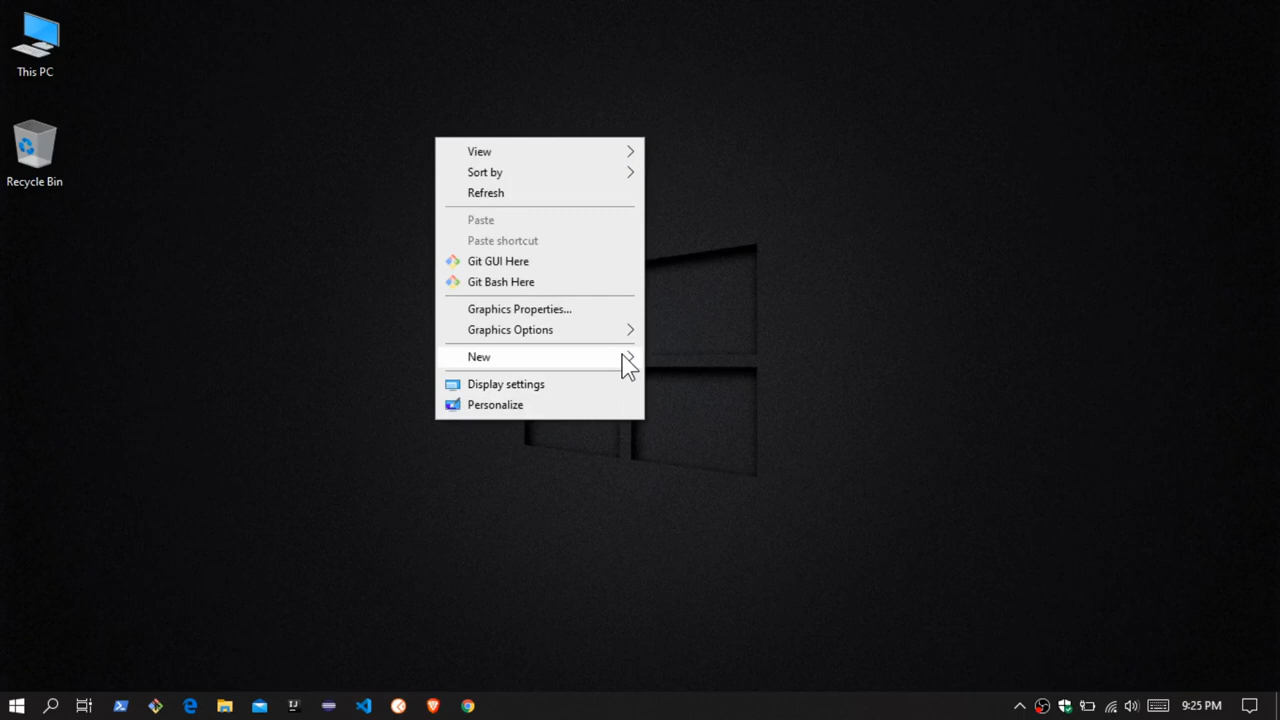 This PC
Recycle Bin
View
Sort by
Refresh
Paste
Paste shortcut
Git GUI Here
Git Bash Here
Graphics Properties...
Graphics Options
New
Display settings
Personalize
9:25 PM